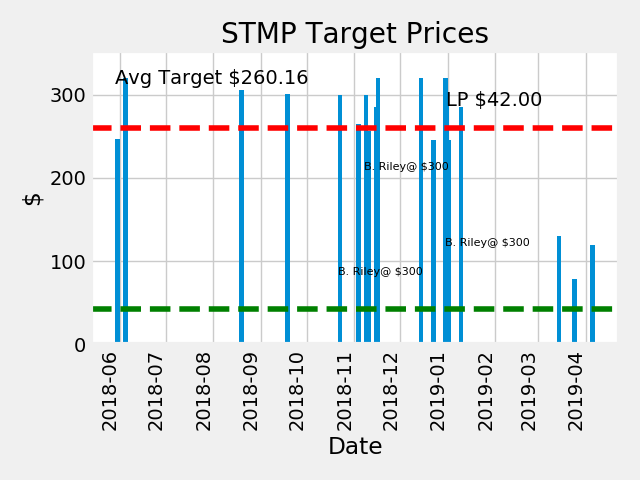 STMP Target Prices
Avg Target $260.16
LP $42.00
B. Riley@ $300
B. Riley@ $300
B. Riley@ $300
$
300
200
100
0
2018-06
2018-07
2018-08
2018-09
2018-10
2018-11
2018-12
2019-01
2019-02
2019-03
2019-04
Date